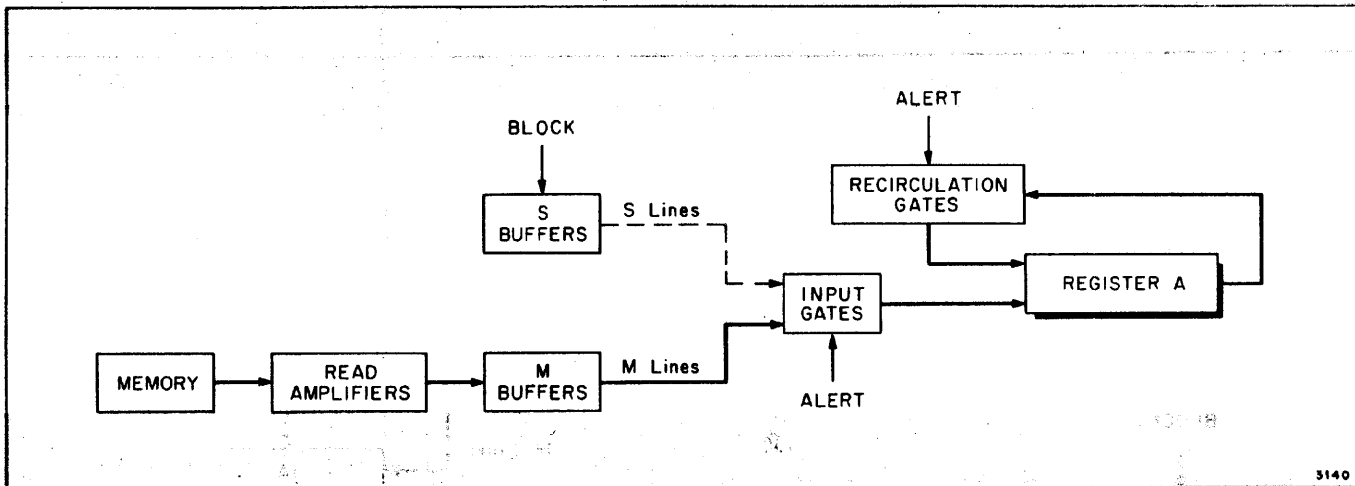 ALERT
BLOCK
RECIRCULATION
GATES
S
BUFFERS
S Lines
REGISTER A
INPUT
GATES
MEMORY
READ
AMPLIFIERS
M
BUFFERS
M Lines
ALERT
3140